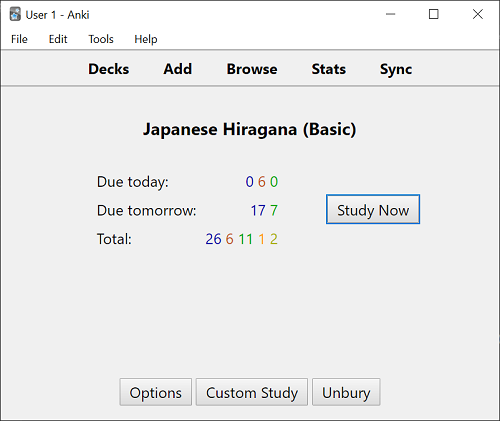 User 1 - Anki
File Edit Tools Help
Decks Add Browse Stats Sync
Japanese Hiragana (Basic)
Due today: 0 6 0
Due tomorrow: 17 7
Study Now
Total: 26 6 11 1 2
Options Custom Study Unbury